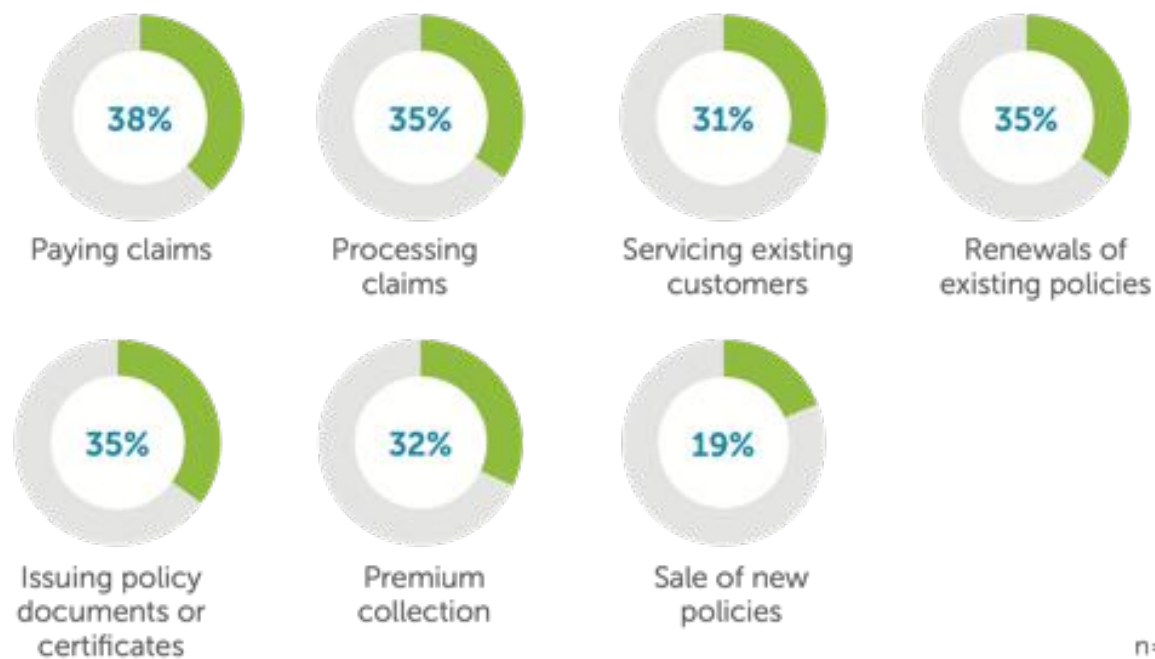 38%
35%
31%
35%
Paying claims
Processing
claims
Servicing existing
customers
Renewals of
existing policies
35%
32%
19%
Issuing policy
documents or
certificates
Premium
collection
Sale of new
policies
n=